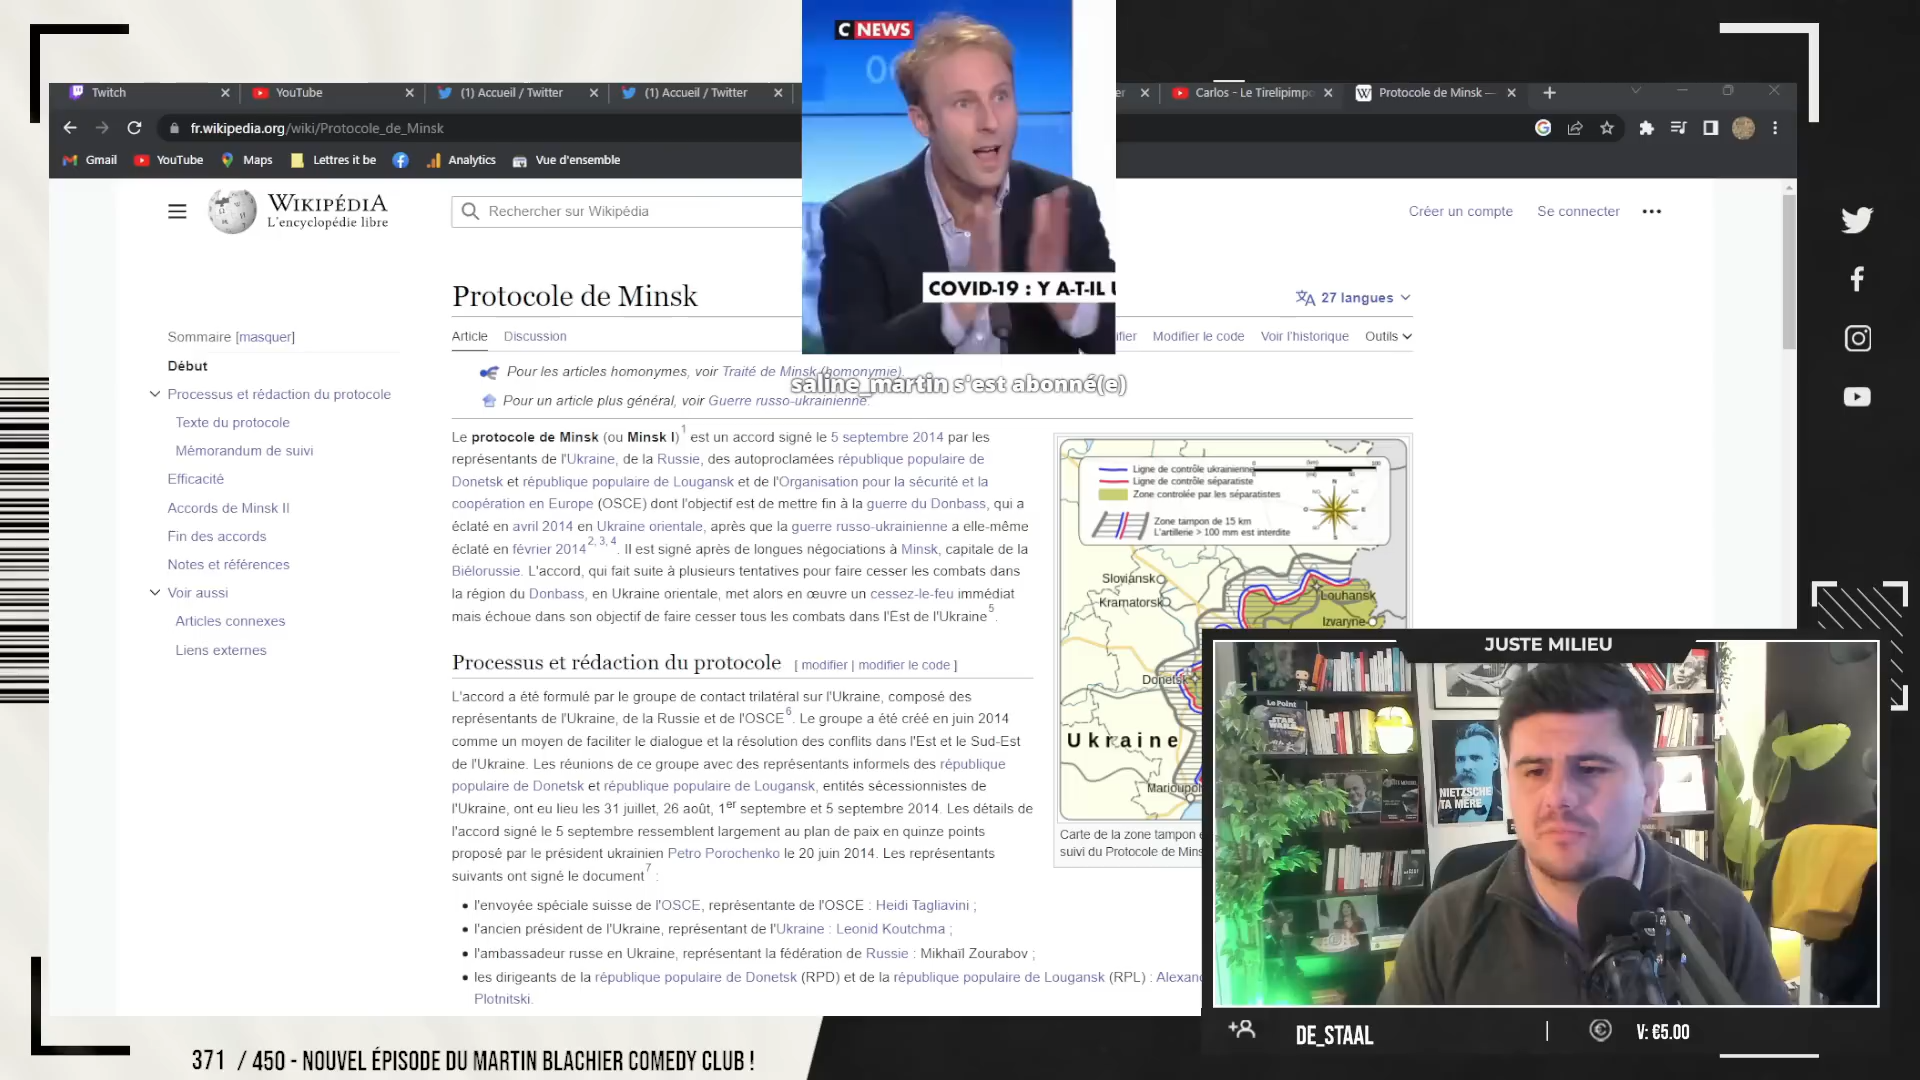 C NEWS
COVID-19 : Y A-T-IL
Twitch
YouTube
(1) Accueil / Twitter
(1) Accueil / Twitter
Carlos - Le Tirelipimpo
Protocole de Minsk —
fr.wikipedia.org/wiki/Protocole_de_Minsk
Gmail
YouTube
Maps
Lettres it be
Analytics
Vue d'ensemble
WIKIPÉDIA
L'encyclopédie libre
Rechercher sur Wikipédia
Créer un compte
Se connecter
Protocole de Minsk
27 langues
Article
Discussion
Modifier le code
Voir l'historique
Outils
Sommaire [masquer]
Début
Processus et rédaction du protocole
Texte du protocole
Mémorandum de suivi
Efficacité
Accords de Minsk II
Fin des accords
Notes et références
Voir aussi
Articles connexes
Liens externes
Pour les articles homonymes, voir Traité de Minsk (homonymie).
saline_martin s'est abonné(e)
Pour un article plus général, voir Guerre russo-ukrainienne.
Le protocole de Minsk (ou Minsk I)1 est un accord signé le 5 septembre 2014 par les
représentants de l'Ukraine, de la Russie, des autoproclamées république populaire de
Donetsk et république populaire de Lougansk et de l'Organisation pour la sécurité et la
coopération en Europe (OSCE) dont l'objectif est de mettre fin à la guerre du Donbass, qui a
éclaté en avril 2014 en Ukraine orientale, après que la guerre russo-ukrainienne a elle-même
éclaté en février 20142, 3, 4. Il est signé après de longues négociations à Minsk, capitale de la
Biélorussie. L'accord, qui fait suite à plusieurs tentatives pour faire cesser les combats dans
la région du Donbass, en Ukraine orientale, met alors en œuvre un cessez-le-feu immédiat
mais échoue dans son objectif de faire cesser tous les combats dans l'Est de l'Ukraine5.
Processus et rédaction du protocole [ modifier | modifier le code ]
L'accord a été formulé par le groupe de contact trilatéral sur l'Ukraine, composé des
représentants de l'Ukraine, de la Russie et de l'OSCE6. Le groupe a été créé en juin 2014
comme un moyen de faciliter le dialogue et la résolution des conflits dans l'Est et le Sud-Est
de l'Ukraine. Les réunions de ce groupe avec des représentants informels des république
populaire de Donetsk et république populaire de Lougansk, entités sécessionnistes de
l'Ukraine, ont eu lieu les 31 juillet, 26 août, 1er septembre et 5 septembre 2014. Les détails de
l'accord signé le 5 septembre ressemblent largement au plan de paix en quinze points
proposé par le président ukrainien Petro Porochenko le 20 juin 2014. Les représentants
suivants ont signé le document7 :
l'envoyée spéciale suisse de l'OSCE, représentante de l'OSCE : Heidi Tagliavini ;
l'ancien président de l'Ukraine, représentant de l'Ukraine : Leonid Koutchma ;
l'ambassadeur russe en Ukraine, représentant la fédération de Russie : Mikhaïl Zourabov ;
les dirigeants de la république populaire de Donetsk (RPD) et de la république populaire de Lougansk (RPL) :
Plotnitski.
Ligne de contrôle ukrainienne
Ligne de contrôle séparatiste
Zone controlée par les séparatistes
Zone tampon de 15 km
L'artillerie > 100 mm est interdite
Sloviansk
Kramatorsk
Louhansk
Izvaryne
Donetsk
Ukraine
Marioupol
Carte de la zone tampon
suivi du Protocole de
JUSTE MILIEU
Le Point
STAR WARS
NIETZSCHE
TA MÈRE
DE_STAAL
V: €5.00
371 / 450 - NOUVEL ÉPISODE DU MARTIN BLACHIER COMEDY CLUB !